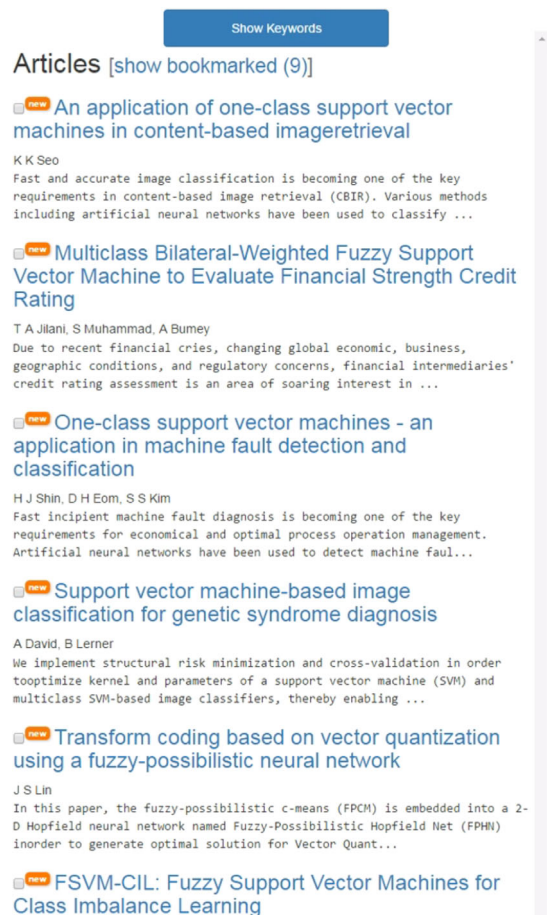 Show Keywords
Articles [show bookmarked (9)]
new An application of one-class support vector
machines in content-based imageretrieval
K K Seo
Fast and accurate image classification is becoming one of the key
requirements in content-based image retrieval (CBIR). Various methods
including artificial neural networks have been used to classify ...
new Multiclass Bilateral-Weighted Fuzzy Support
Vector Machine to Evaluate Financial Strength Credit
Rating
T A Jilani, S Muhammad, A Burney
Due to recent financial cries, changing global economic, business,
geographic conditions, and regulatory concerns, financial intermediaries'
credit rating assessment is an area of soaring interest in ...
new One-class support vector machines - an
application in machine fault detection and
classification
H J Shin, D H Eom, S S Kim
Fast incipient machine fault diagnosis is becoming one of the key
requirements for economical and optimal process operation management.
Artificial neural networks have been used to detect machine faul...
new Support vector machine-based image
classification for genetic syndrome diagnosis
A David, B Lerner
We implement structural risk minimization and cross-validation in order
tooptimize kernel and parameters of a support vector machine (SVM) and
multiclass SVM-based image classifiers, thereby enabling ...
new Transform coding based on vector quantization
using a fuzzy-possibilistic neural network
J S Lin
In this paper, the fuzzy-possibilistic c-means (FPCM) is embedded into a 2-
D Hopfield neural network named Fuzzy-Possibilistic Hopfield Net (FPHN)
inorder to generate optimal solution for Vector Quant...
new FSVM-CIL: Fuzzy Support Vector Machines for
Class Imbalance Learning